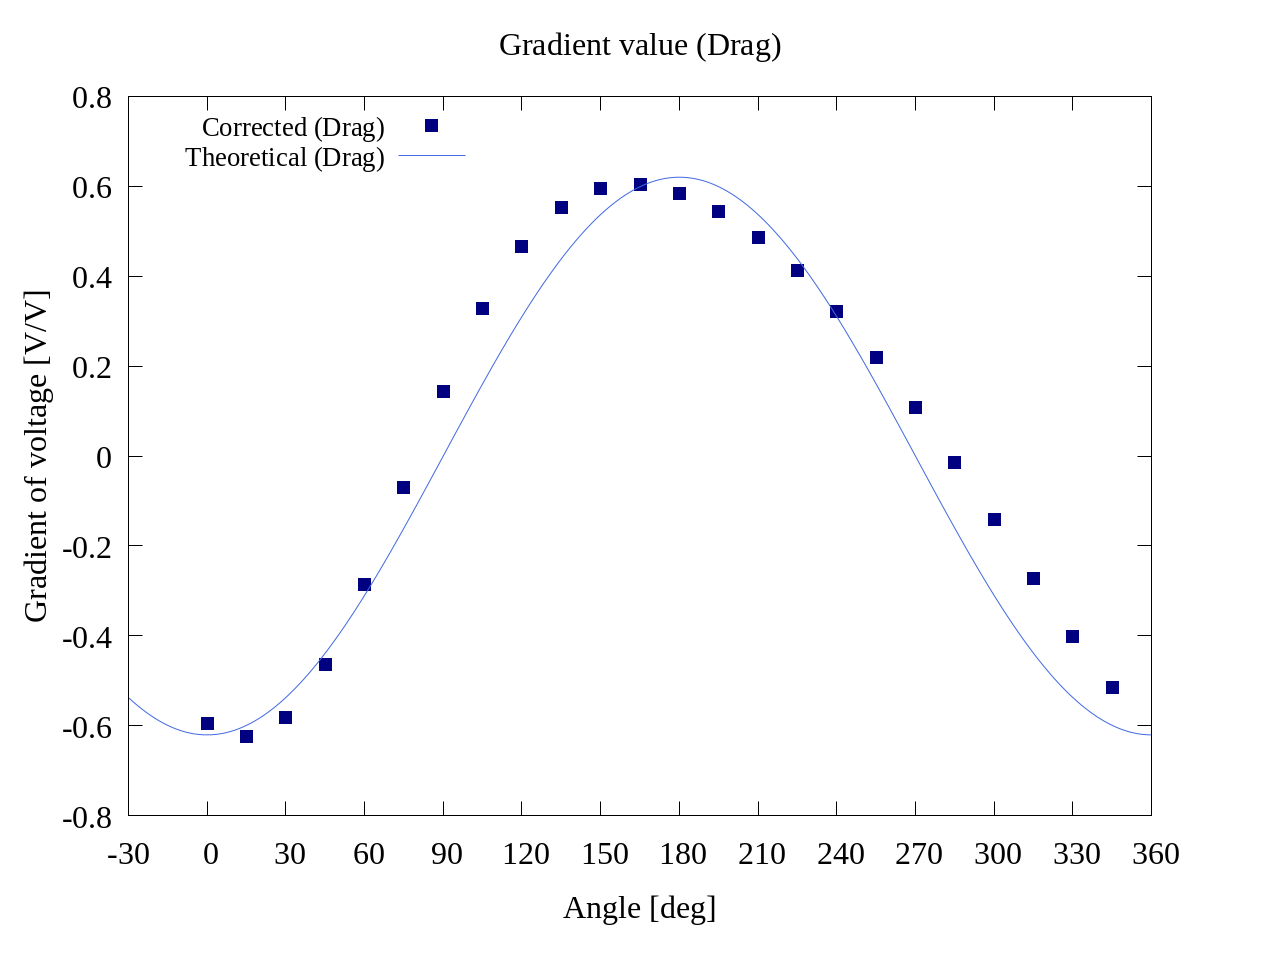 Gradient value (Drag)
Corrected (Drag)
Theoretical (Drag)
0.8
0.6
0.4
0.2
0
-0.2
-0.4
-0.6
-0.8
Gradient of voltage [V/V]
-30 0 30 60 90 120 150 180 210 240 270 300 330 360
Angle [deg]